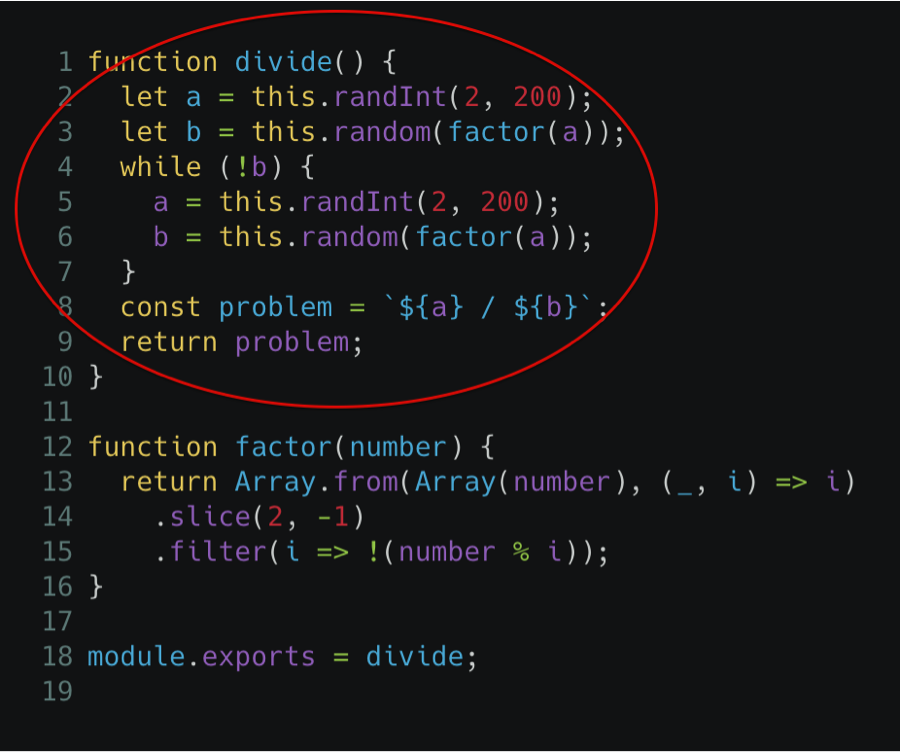 1 function divide() {
2 let a = this.randInt(2, 200);
3 let b = this.random(factor(a));
4 while (!b) {
5 a = this.randInt(2, 200);
6 b = this.random(factor(a));
7 }
8 const problem = `${a} / ${b}`;
9 return problem;
10 }
11
12 function factor(number) {
13 return Array.from(Array(number), (_, i) => i)
14 .slice(2, -1)
15 .filter(i => !(number % i));
16 }
17
18 module.exports = divide;
19